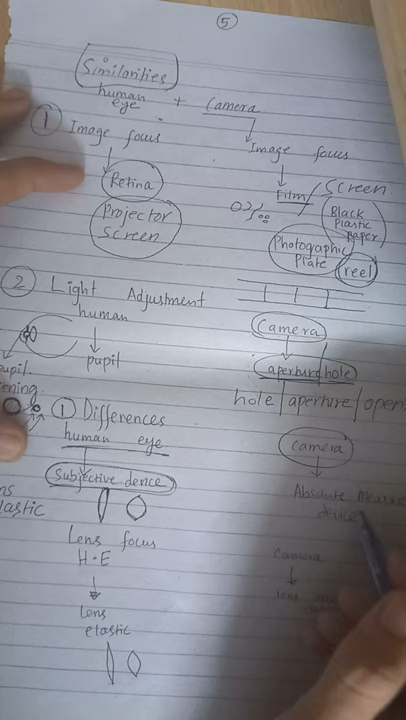 5
Similarities
human eye + Camera
① Image focus
Image focus
Retina
Film/Screen
Projector Screen
Black Plastic paper
Photographic Plate
reel
② Light Adjustment
human
Camera
pupil
aperture/hole
pupil.
hole/aperture/open
① Differences
human eye
Camera
Subjective device
Absolute Measure
device
elastic
Lens focus
H.E
Camera
Lens
elastic
lens